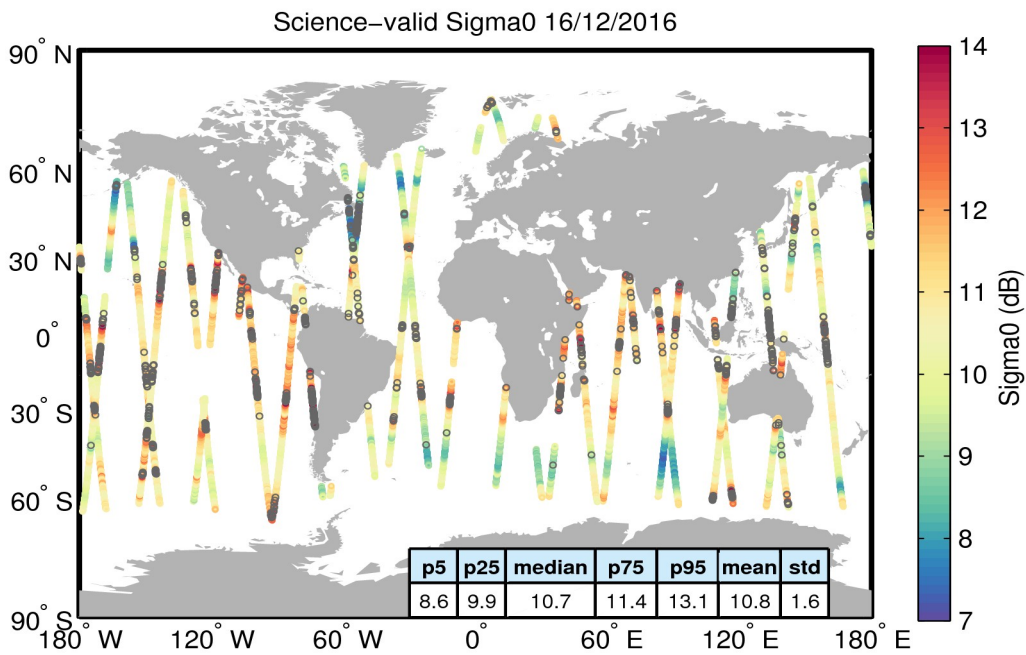 Science−valid Sigma0 16/12/2016
90° N
60° N
30° N
0°
30° S
60° S
90° S
180° W
120° W
60° W
0°
60° E
120° E
180° E
p5 p25 median p75 p95 mean std
8.6 9.9 10.7 11.4 13.1 10.8 1.6
14
13
12
11
10
9
8
7
Sigma0 (dB)